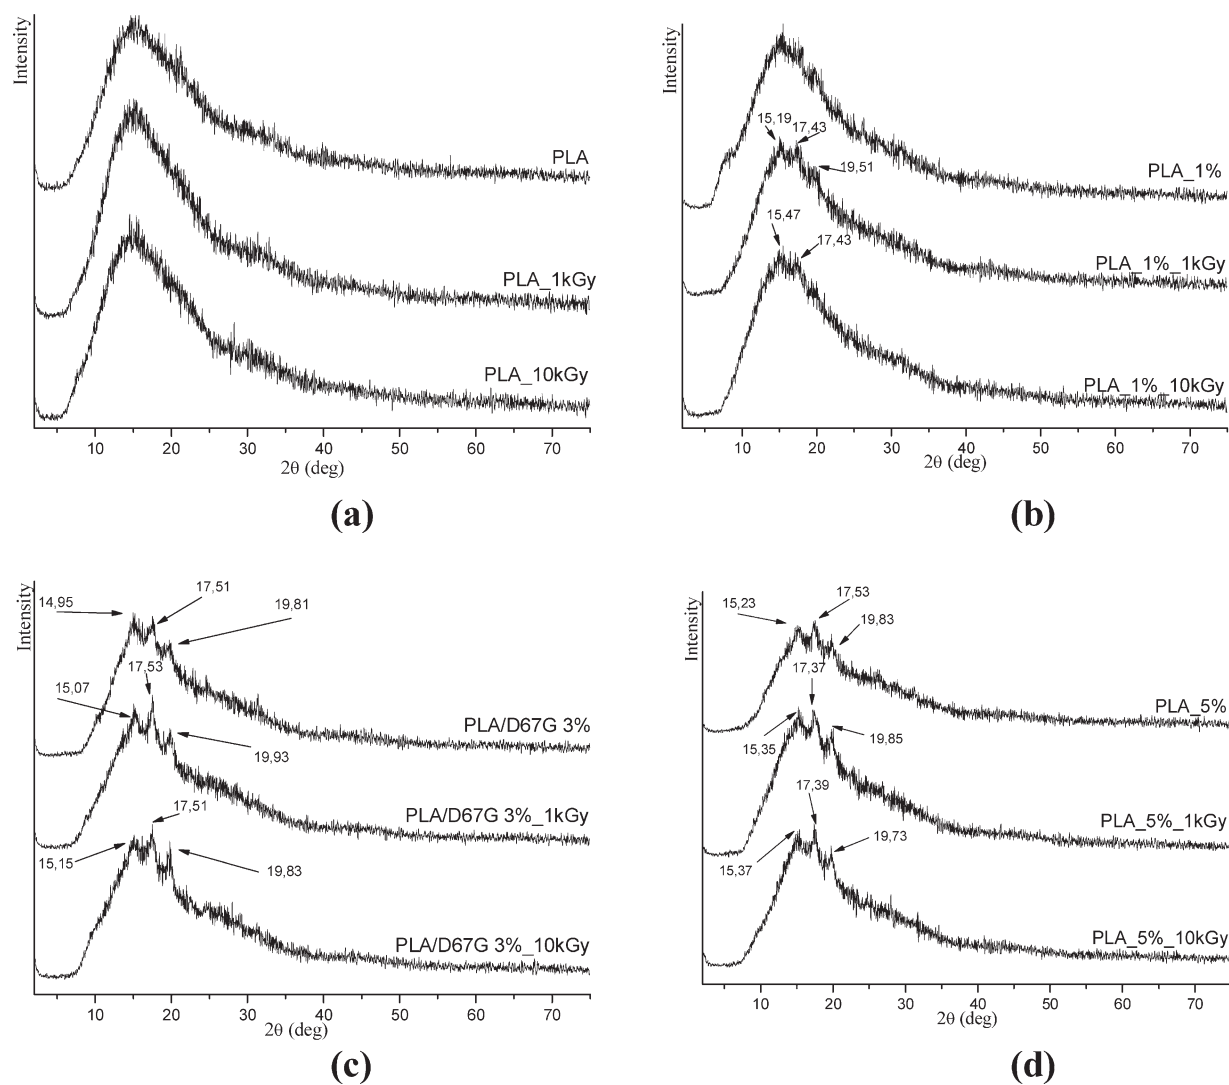 Intensity
PLA
PLA_1kGy
PLA_10kGy
10 20 30 40 50 60 70
2θ (deg)
(a)
Intensity
15,19
17,43
19,51
PLA_1%
15,47
17,43
PLA_1%_1kGy
PLA_1%_10kGy
10 20 30 40 50 60 70
2θ (deg)
(b)
Intensity
14,95
17,51
19,81
17,53
15,07
PLA/D67G 3%
19,93
17,51
PLA/D67G 3%_1kGy
15,15
19,83
PLA/D67G 3%_10kGy
10 20 30 40 50 60 70
2θ (deg)
(c)
Intensity
15,23
17,53
19,83
17,37
PLA_5%
15,35
19,85
17,39
PLA_5%_1kGy
19,73
15,37
PLA_5%_10kGy
10 20 30 40 50 60 70
2θ (deg)
(d)